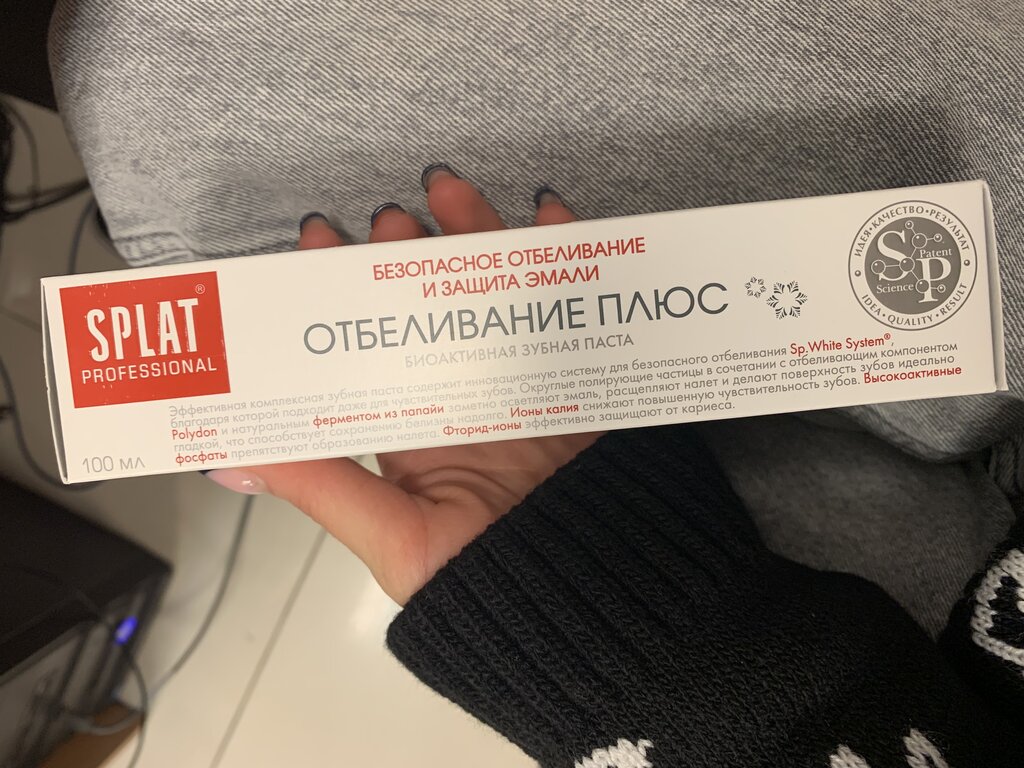 SPLAT®
PROFESSIONAL
БЕЗОПАСНОЕ ОТБЕЛИВАНИЕ
И ЗАЩИТА ЭМАЛИ
ОТБЕЛИВАНИЕ ПЛЮС
БИОАКТИВНАЯ ЗУБНАЯ ПАСТА
Эффективная комплексная зубная паста содержит инновационную систему для безопасного отбеливания Sp.White System®,
благодаря которой подходит даже для чувствительных зубов. Округлые полирующие частицы в сочетании с отбеливающим компонентом
Polydon и натуральным ферментом из папайи заметно осветляют эмаль, расщепляют налет и делают поверхность зубов идеально
гладкой, что способствует сохранению белизны надолго. Ионы калия снижают повышенную чувствительность зубов. Высокоактивные
фосфаты препятствуют образованию налета. Фторид-ионы эффективно защищают от кариеса.
100 МЛ
ИДЕЯ•КАЧЕСТВО•РЕЗУЛЬТАТ
SP
Patent
Science
IDEA•QUALITY•RESULT